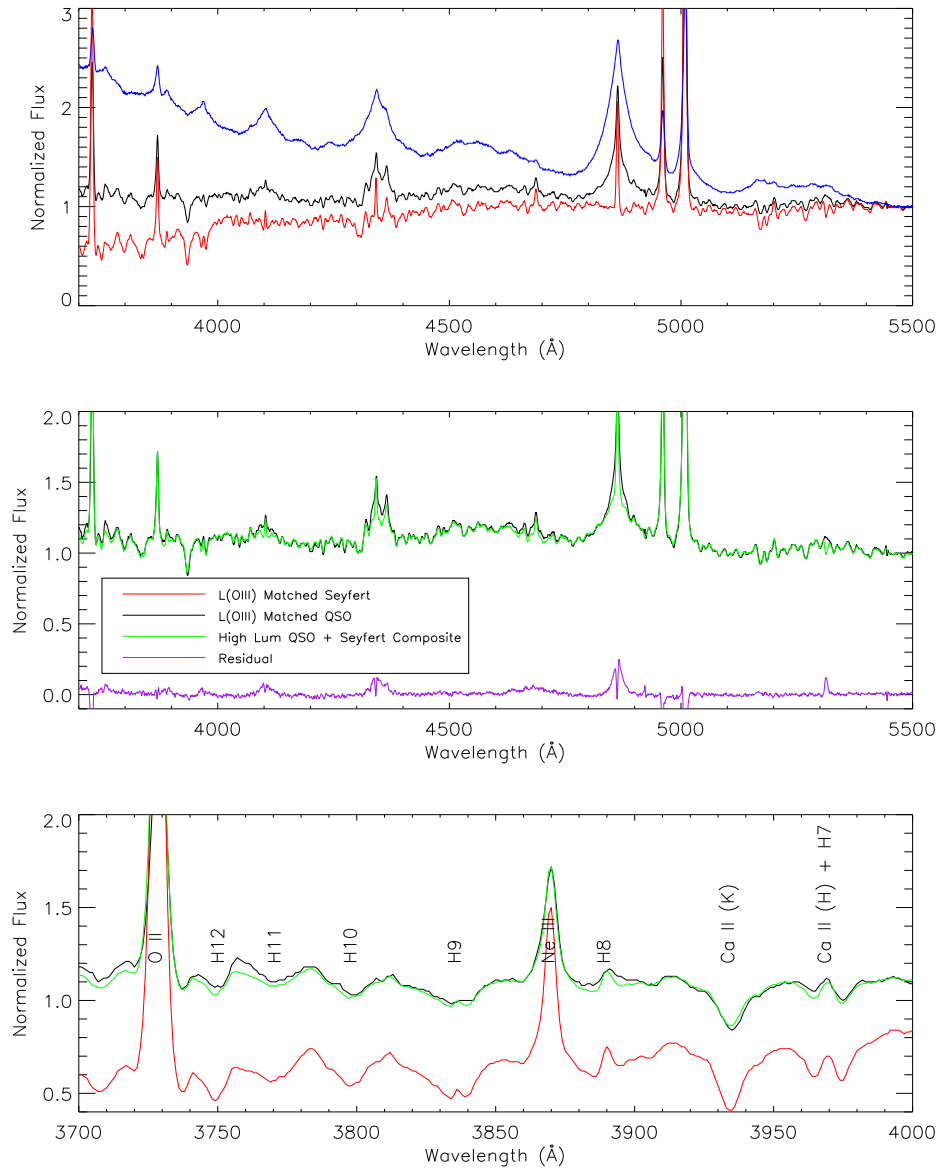 3
2
1
0
Normalized Flux
4000
4500
5000
5500
Wavelength (Å)
2.0
1.5
1.0
0.5
0.0
Normalized Flux
L(OIII) Matched Seyfert
L(OIII) Matched QSO
High Lum QSO + Seyfert Composite
Residual
4000
4500
5000
5500
Wavelength (Å)
2.0
1.5
1.0
0.5
Normalized Flux
O II
H12
H11
H10
H9
Ne III
H8
Ca II (K)
Ca II (H) + H7
3700
3750
3800
3850
3900
3950
4000
Wavelength (Å)